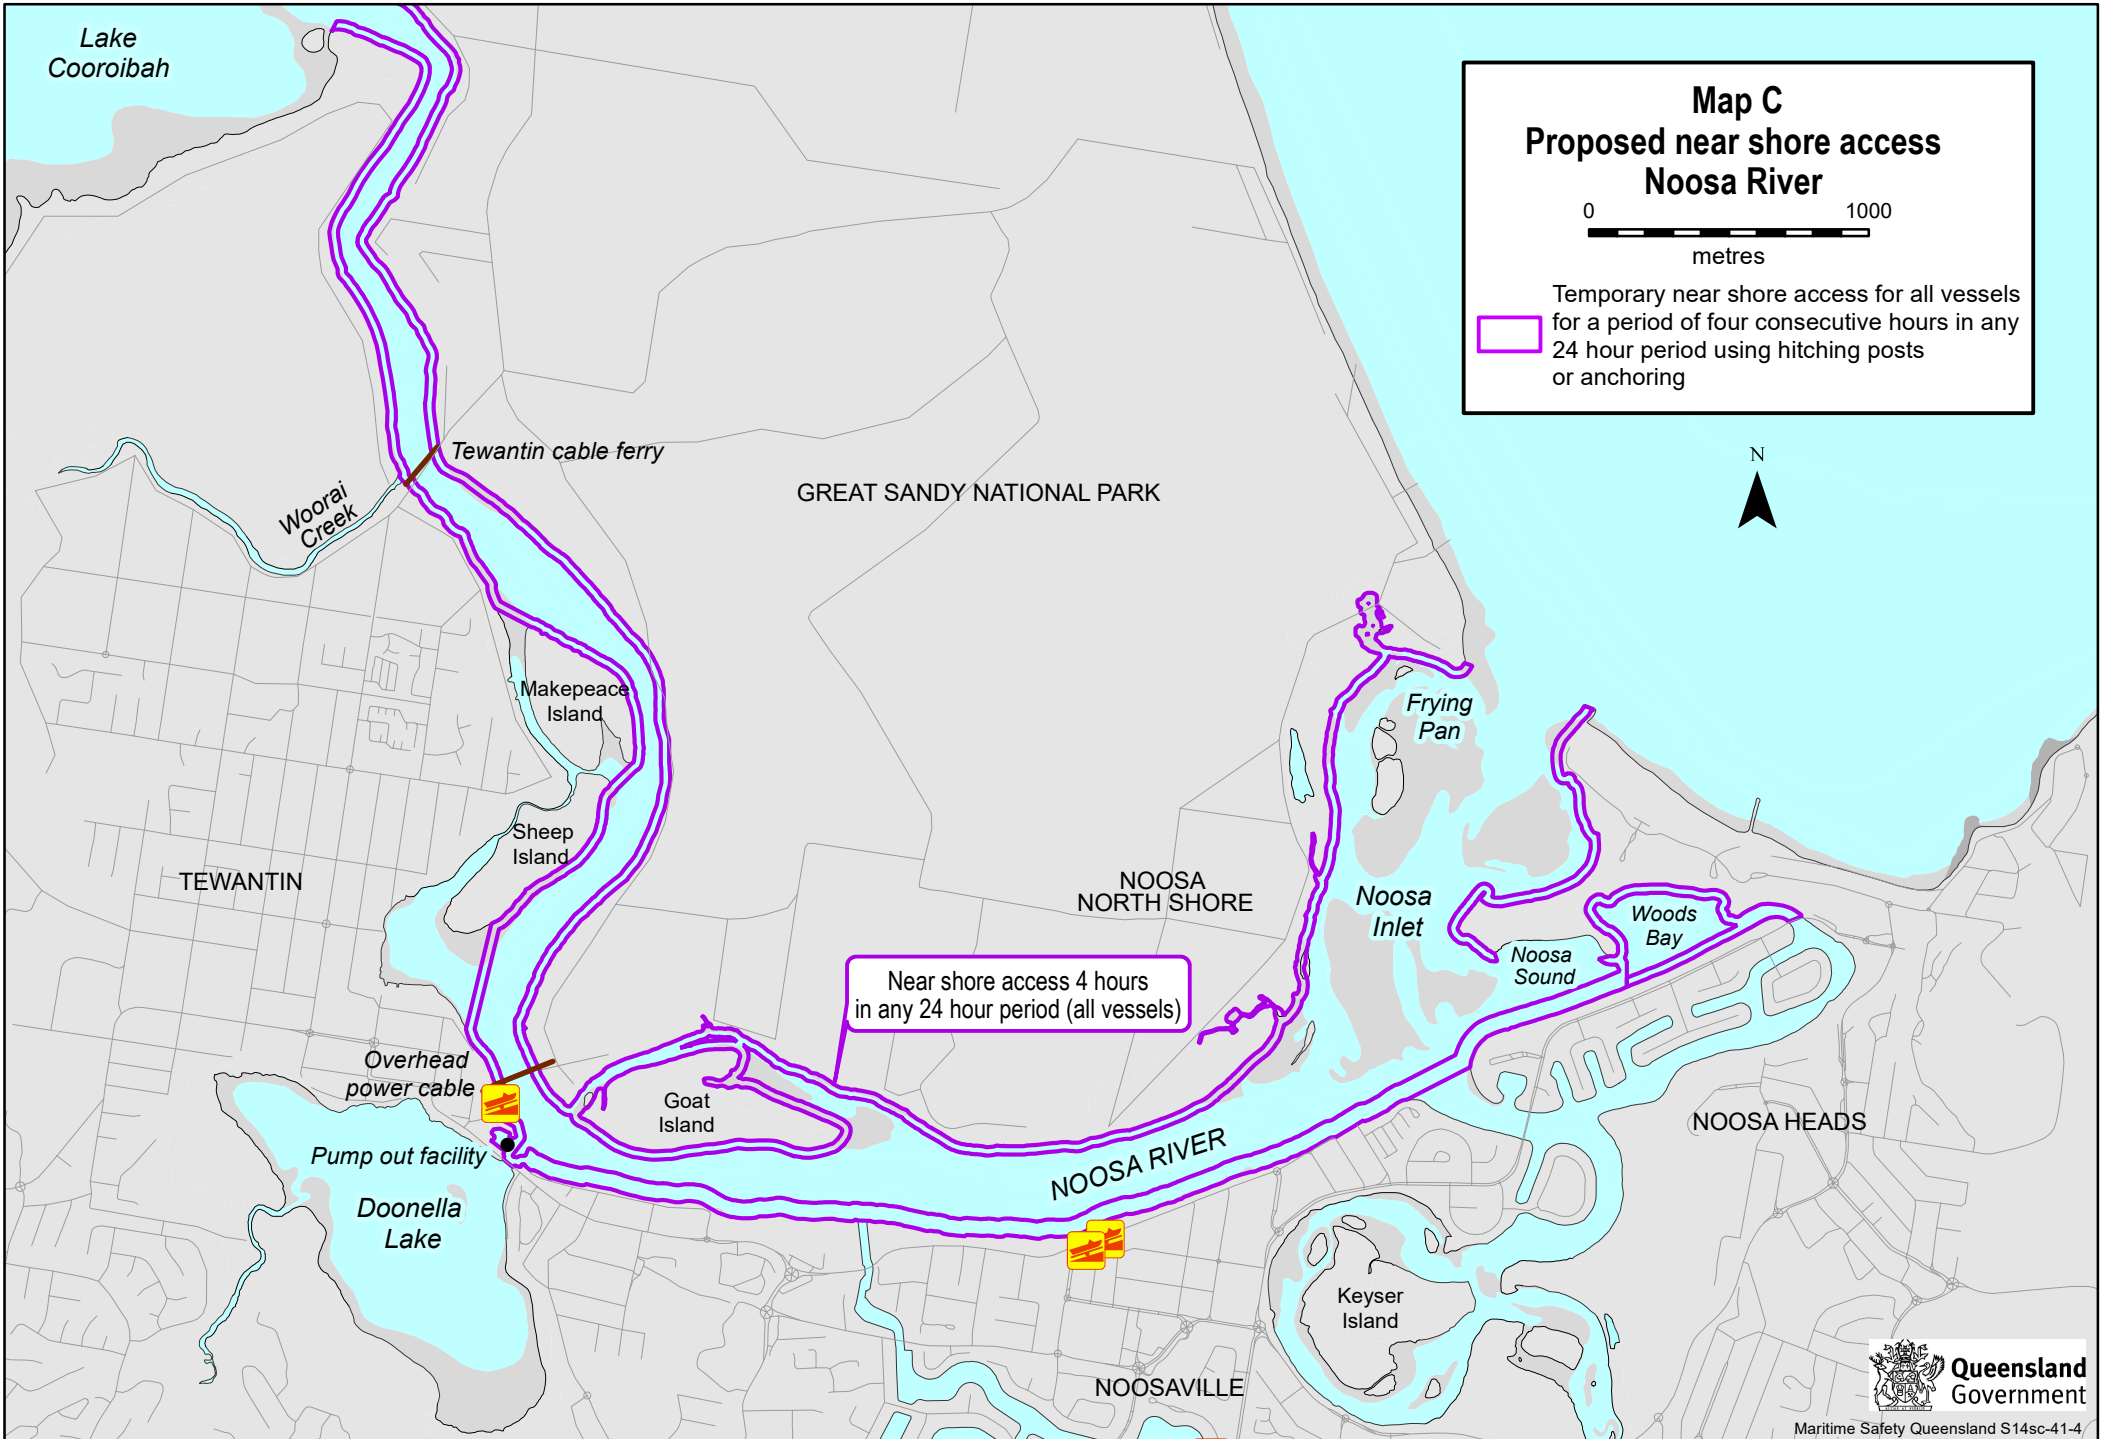 Lake
Cooroibah
Map C
Proposed near shore access
Noosa River
0 1000
metres
Temporary near shore access for all vessels
for a period of four consecutive hours in any
24 hour period using hitching posts
or anchoring
N
Tewantin cable ferry
Woorai
Creek
GREAT SANDY NATIONAL PARK
Makepeace
Island
Frying
Pan
Sheep
Island
TEWANTIN
NOOSA
NORTH SHORE
Noosa
Inlet
Woods
Bay
Noosa
Sound
Near shore access 4 hours
in any 24 hour period (all vessels)
Overhead
power cable
Goat
Island
NOOSA HEADS
Pump out facility
NOOSA RIVER
Doonella
Lake
Keyser
Island
NOOSAVILLE
Queensland
Government
Maritime Safety Queensland S14sc-41-4